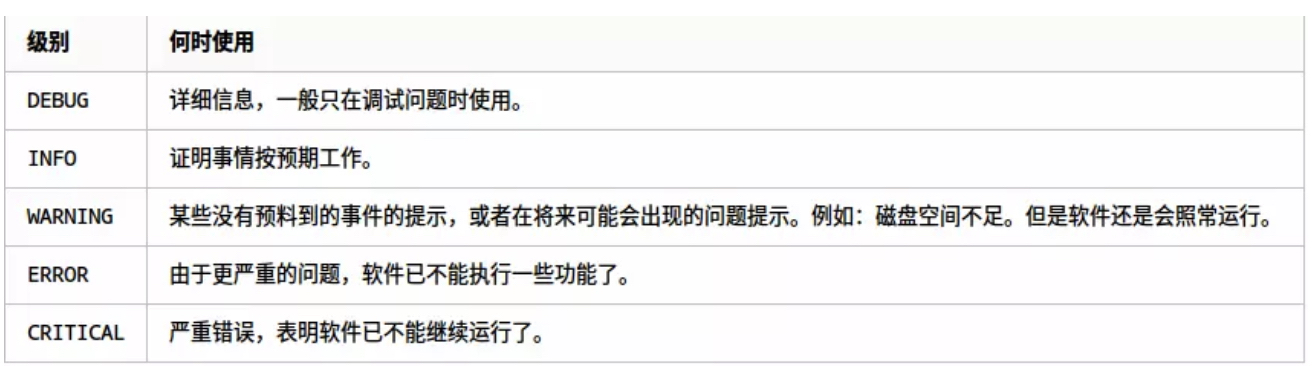 级别 何时使用
DEBUG 详细信息，一般只在调试问题时使用。
INFO 证明事情按预期工作。
WARNING 某些没有预料到的事件的提示，或者在将来可能会出现的问题提示。例如：磁盘空间不足。但是软件还是会照常运行。
ERROR 由于更严重的问题，软件已不能执行一些功能了。
CRITICAL 严重错误，表明软件已不能继续运行了。